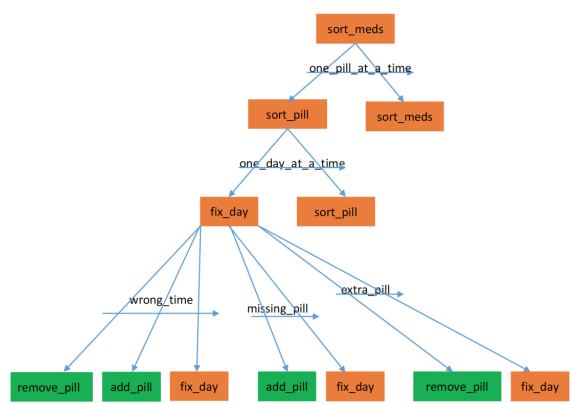 sort_meds
one_pill_at_a_time
sort_pill
sort_meds
one_day_at_a_time
fix_day
sort_pill
wrong_time
missing_pill
extra_pill
remove_pill
add_pill
fix_day
add_pill
fix_day
remove_pill
fix_day